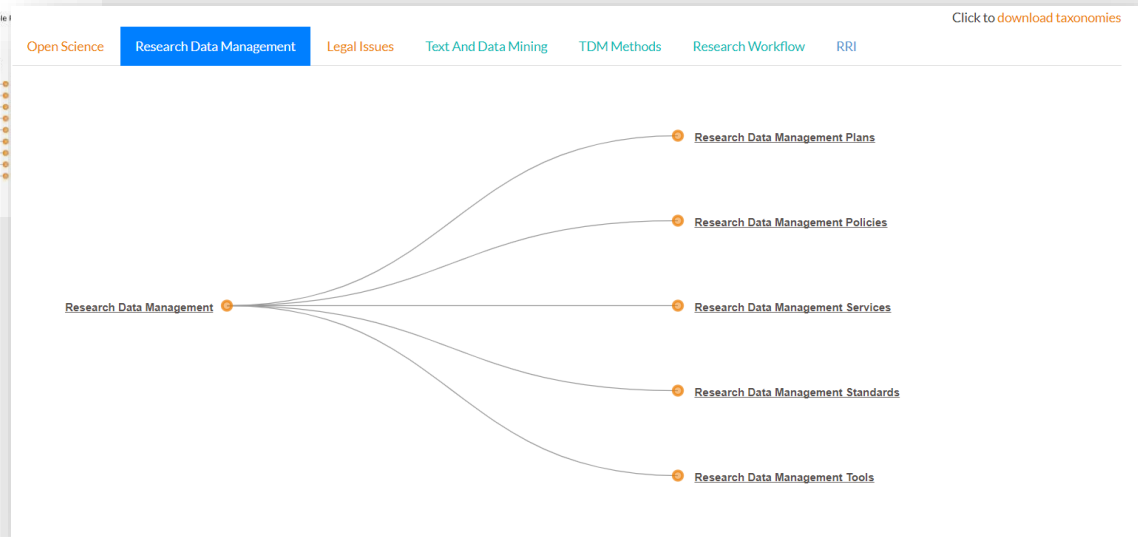 Click to download taxonomies
Open Science Research Data Management Legal Issues Text And Data Mining TDM Methods Research Workflow RRI
Research Data Management Plans
Research Data Management Policies
Research Data Management
Research Data Management Services
Research Data Management Standards
Research Data Management Tools